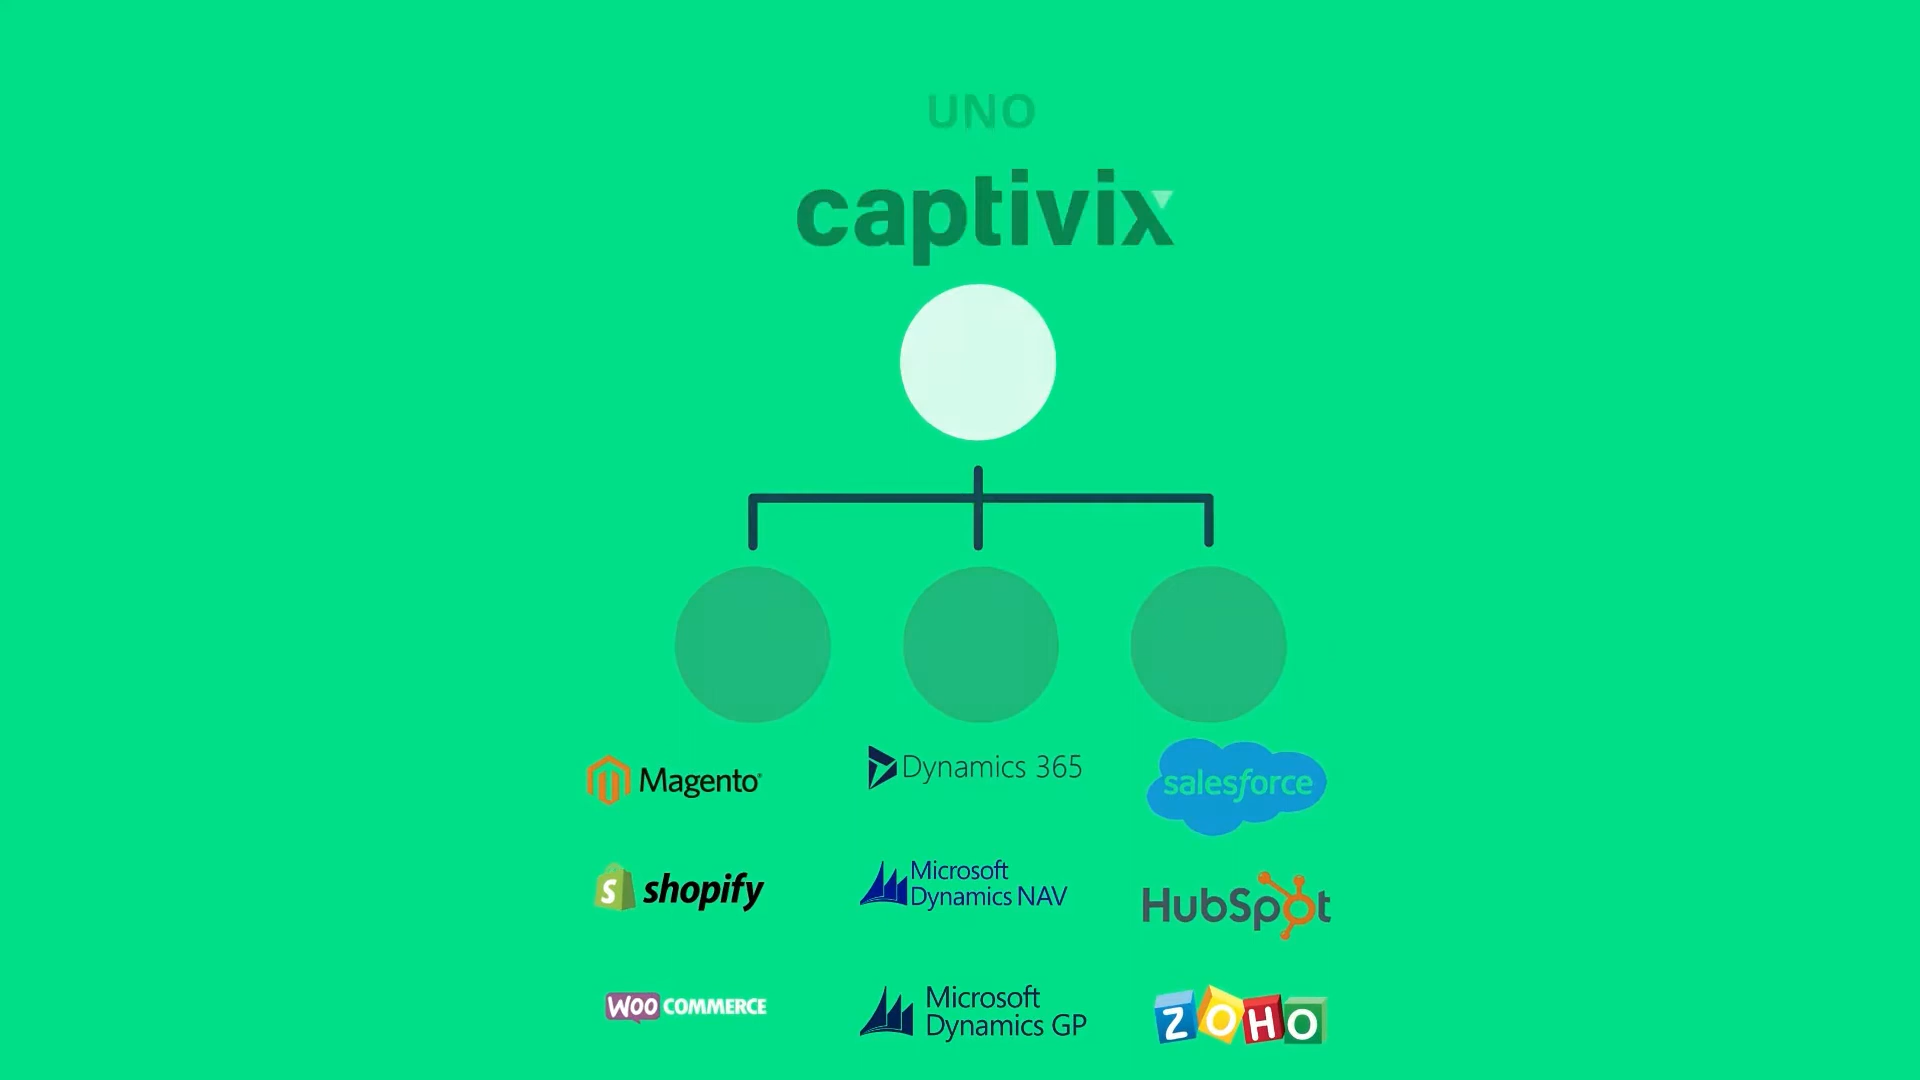 UNO
captivix
Magento®
Dynamics 365
salesforce
S shopify
Microsoft
Dynamics NAV
HubSpot
WOO COMMERCE
Microsoft
Dynamics GP
ZOHO